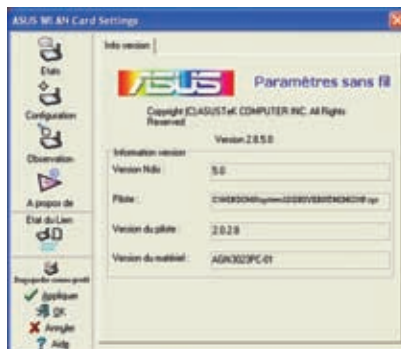 ASUS WLAN Card Settings
Etats
Configuration
Observation
A propos de
Etat du Lien
Appliquer
OK
Annuler
Aide
Info version
ASUS
Paramètres sans fil
Copyright (C) ASUSTeK COMPUTER INC. All Rights
Reserved
Version 2.8.5.0
Information version
Version Ndis :
5.0
Pilote :
Version du pilote :
2.0.2.8
Version du matériel :